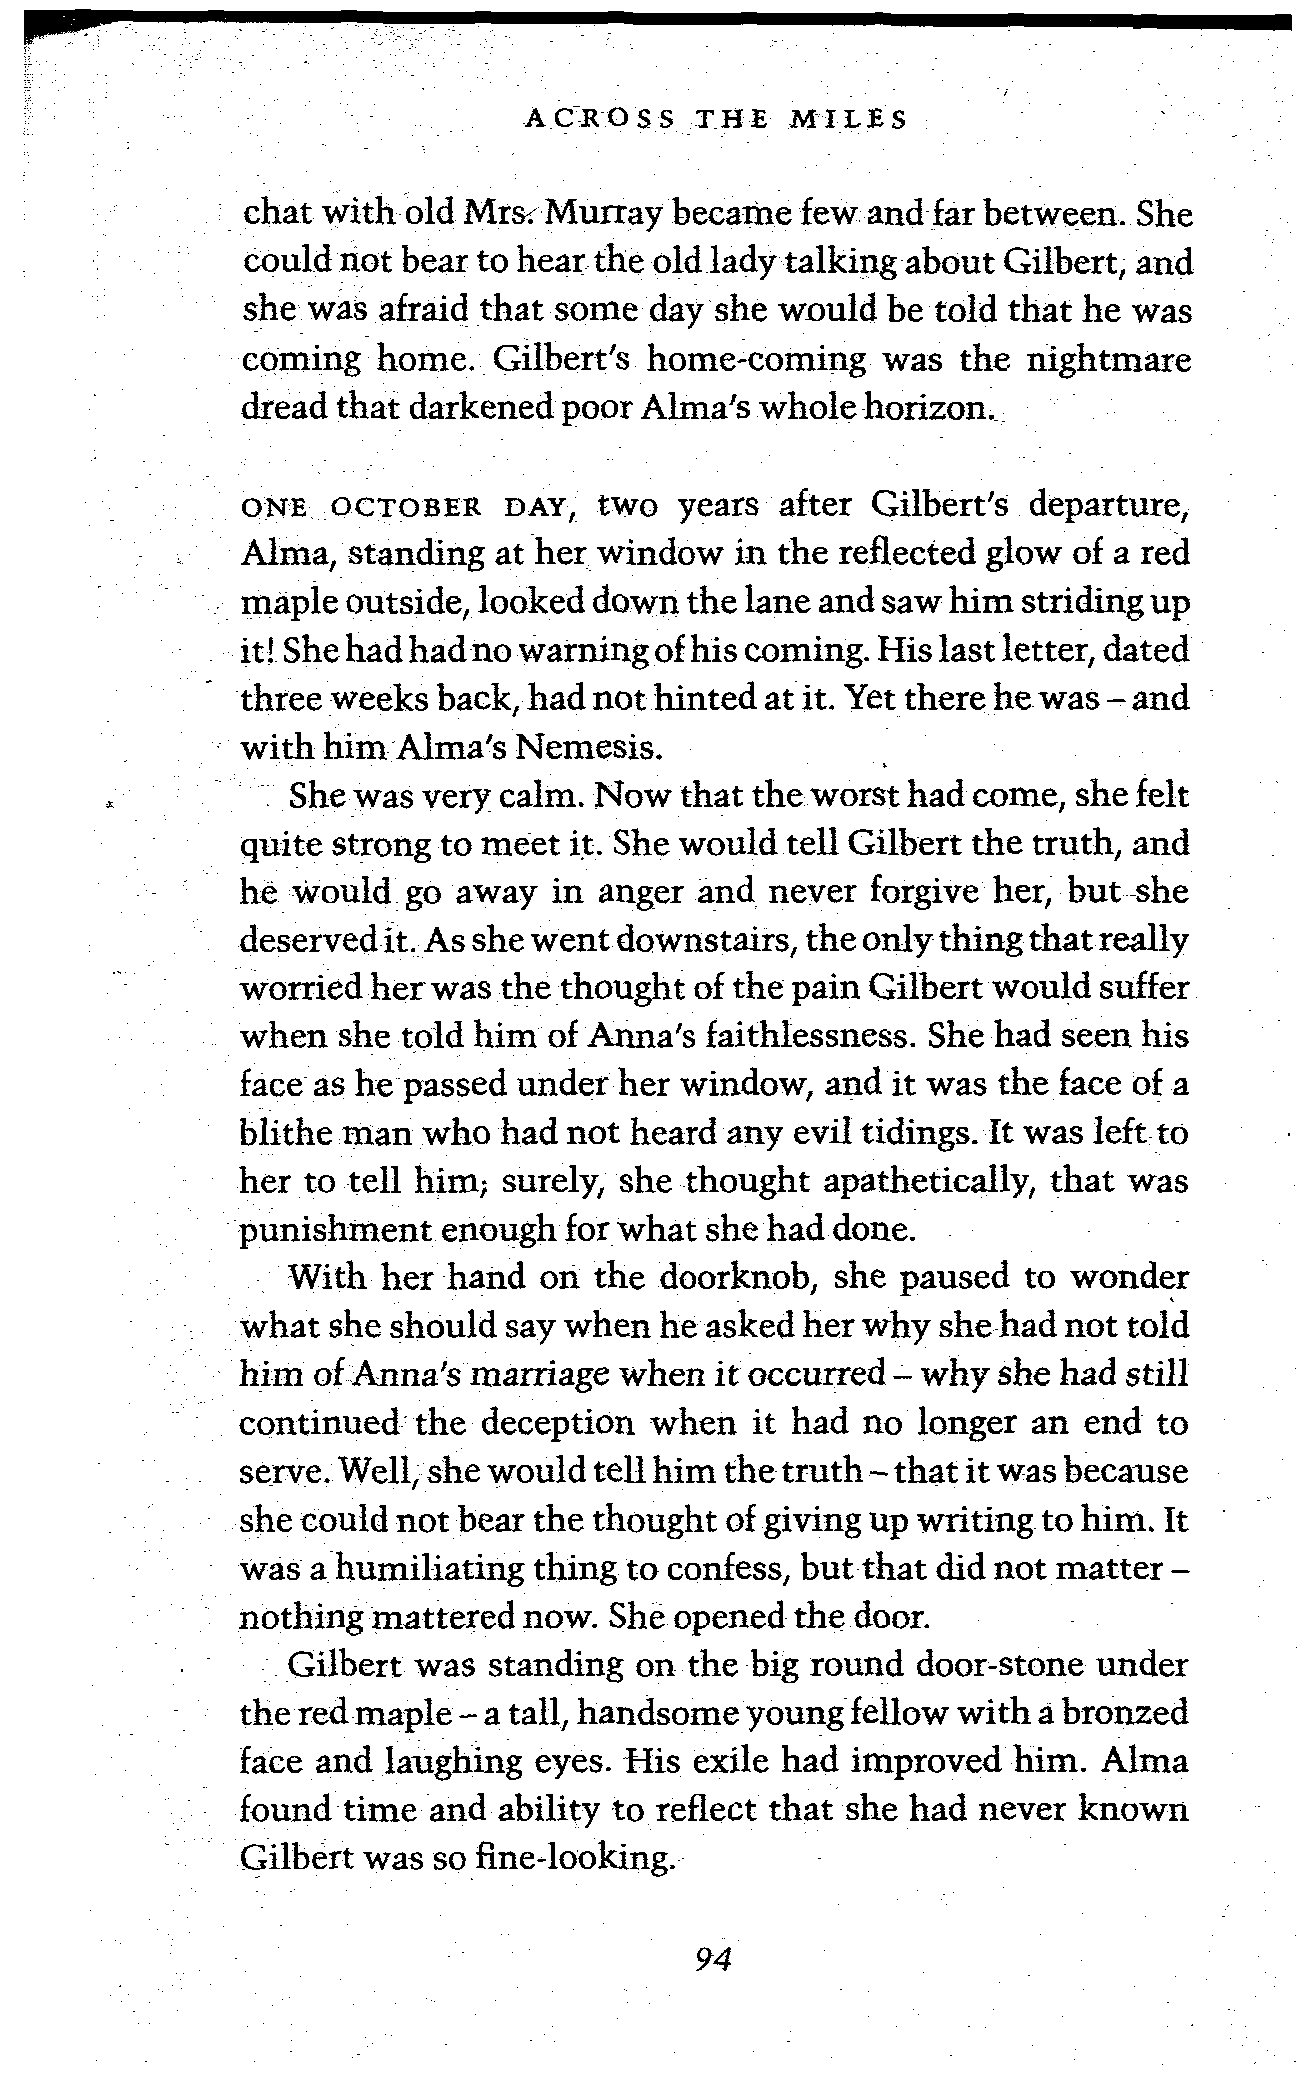 ACROSS THE MILES
chat with old Mrs. Murray became few and far between. She
could not bear to hear the old lady talking about Gilbert, and
she was afraid that some day she would be told that he was
coming home. Gilbert's home-coming was the nightmare
dread that darkened poor Alma's whole horizon.
ONE OCTOBER DAY, two years after Gilbert's departure,
Alma, standing at her window in the reflected glow of a red
maple outside, looked down the lane and saw him striding up
it! She had had no warning of his coming. His last letter, dated
three weeks back, had not hinted at it. Yet there he was – and
with him Alma's Nemesis.
She was very calm. Now that the worst had come, she felt
quite strong to meet it. She would tell Gilbert the truth, and
he would go away in anger and never forgive her, but she
deserved it. As she went downstairs, the only thing that really
worried her was the thought of the pain Gilbert would suffer
when she told him of Anna's faithlessness. She had seen his
face as he passed under her window, and it was the face of a
blithe man who had not heard any evil tidings. It was left to
her to tell him; surely, she thought apathetically, that was
punishment enough for what she had done.
With her hand on the doorknob, she paused to wonder
what she should say when he asked her why she had not told
him of Anna's marriage when it occurred – why she had still
continued the deception when it had no longer an end to
serve. Well, she would tell him the truth – that it was because
she could not bear the thought of giving up writing to him. It
was a humiliating thing to confess, but that did not matter –
nothing mattered now. She opened the door.
Gilbert was standing on the big round door-stone under
the red maple – a tall, handsome young fellow with a bronzed
face and laughing eyes. His exile had improved him. Alma
found time and ability to reflect that she had never known
Gilbert was so fine-looking.
94